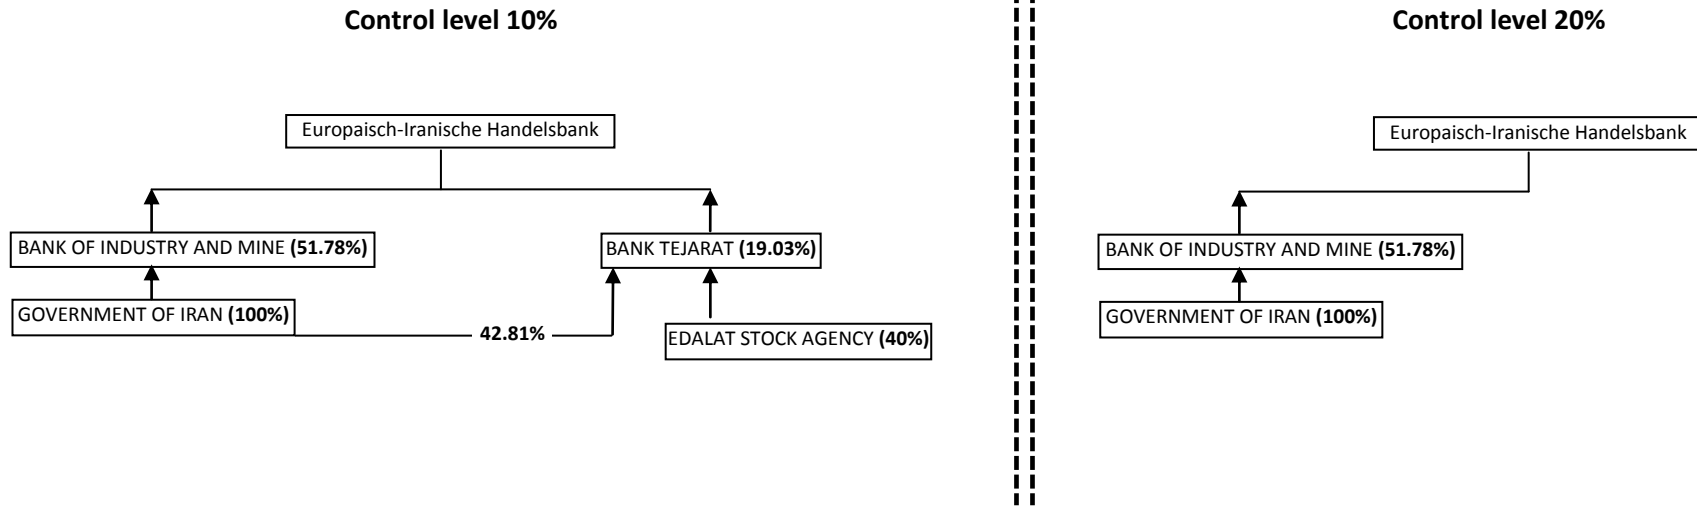 Control level 10%
Europaisch-Iranische Handelsbank
BANK OF INDUSTRY AND MINE (51.78%)
BANK TEJARAT (19.03%)
GOVERNMENT OF IRAN (100%)
42.81%
EDALAT STOCK AGENCY (40%)
Control level 20%
Europaisch-Iranische Handelsbank
BANK OF INDUSTRY AND MINE (51.78%)
GOVERNMENT OF IRAN (100%)